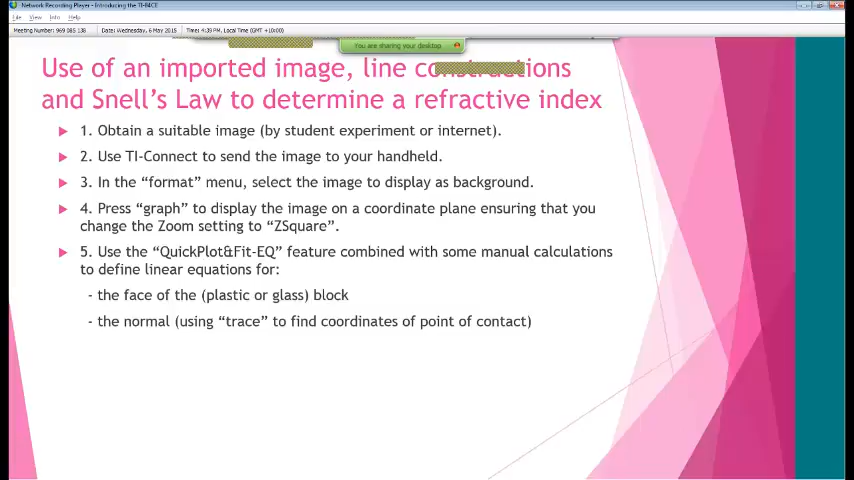 Network Recording Player - Introducing the TI-84CE
File View Info Help
Meeting Number: 969 085 138 Date: Wednesday, 6 May 2015 Time: 4:39 PM, Local Time (GMT +10:00)
You are sharing your desktop
Use of an imported image, line constructions
and Snell's Law to determine a refractive index
1. Obtain a suitable image (by student experiment or internet).
2. Use TI-Connect to send the image to your handheld.
3. In the “format” menu, select the image to display as background.
4. Press “graph” to display the image on a coordinate plane ensuring that you
change the Zoom setting to “ZSquare”.
5. Use the “QuickPlot&Fit-EQ” feature combined with some manual calculations
to define linear equations for:
- the face of the (plastic or glass) block
- the normal (using “trace” to find coordinates of point of contact)